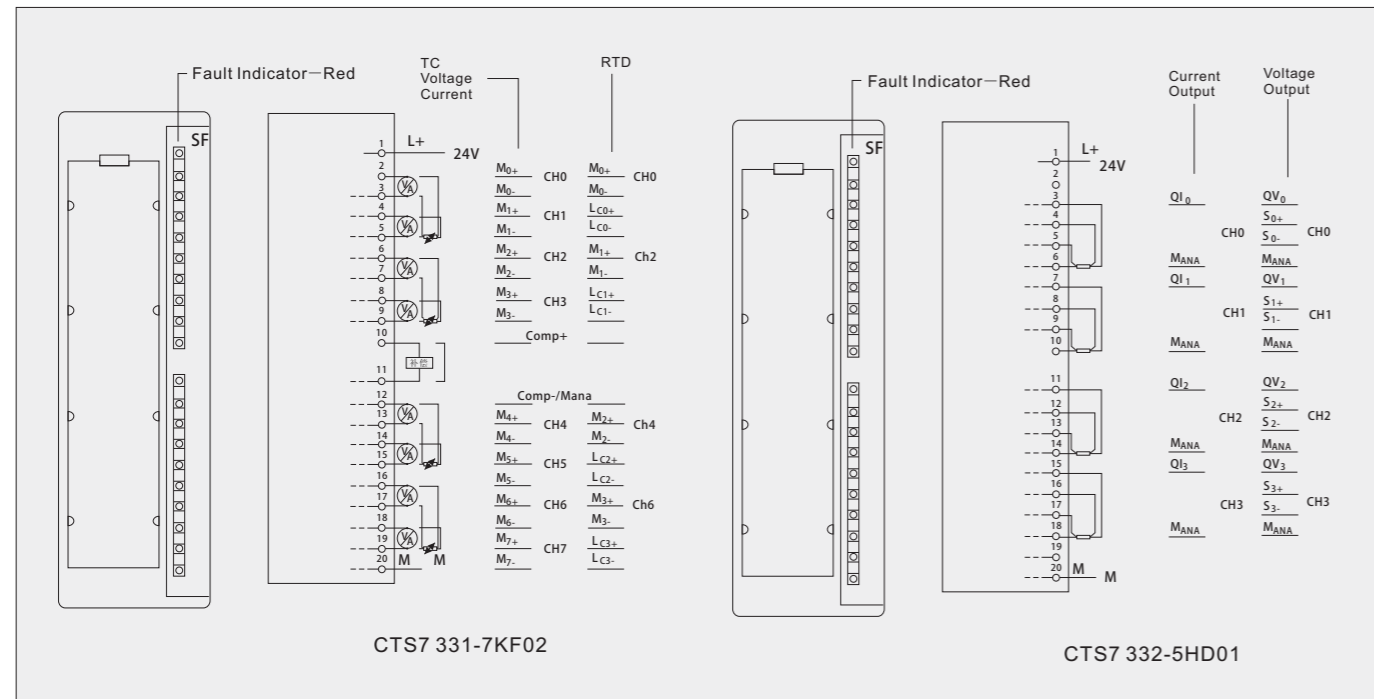 Fault Indicator—Red
TC
Voltage
Current
RTD
SF
1 L+ 24V
2 M0+ CH0 M0+ CH0
3 M0- M0-
4 M1+ CH1 LC0+
5 M1- LC0-
6 M2+ CH2 M1+ Ch2
7 M2- M1-
8 M3+ CH3 LC1+
9 M3- LC1-
10 Comp+
补偿
11 Comp-/Mana
12 M4+ CH4 M2+ Ch4
13 M4- M2-
14 M5+ CH5 LC2+
15 M5- LC2-
16 M6+ CH6 M3+ Ch6
17 M6- M3-
18 M7+ CH7 LC3+
19 M7- LC3-
20 M M
V/A
V/A
V/A
V/A
V/A
V/A
V/A
V/A
CTS7 331-7KF02
Fault Indicator—Red
Current
Output
Voltage
Output
SF
1 L+ 24V
2
3 QI0 QV0
4 S0+
CH0 CH0
5 S0-
6 MANA MANA
7 QI1 QV1
8 S1+
CH1 CH1
9 S1-
10 MANA MANA
11 QI2 QV2
12 S2+
CH2 CH2
13 S2-
14 MANA MANA
15 QI3 QV3
16 S3+
CH3 CH3
17 S3-
18 MANA MANA
19
20 M M
CTS7 332-5HD01